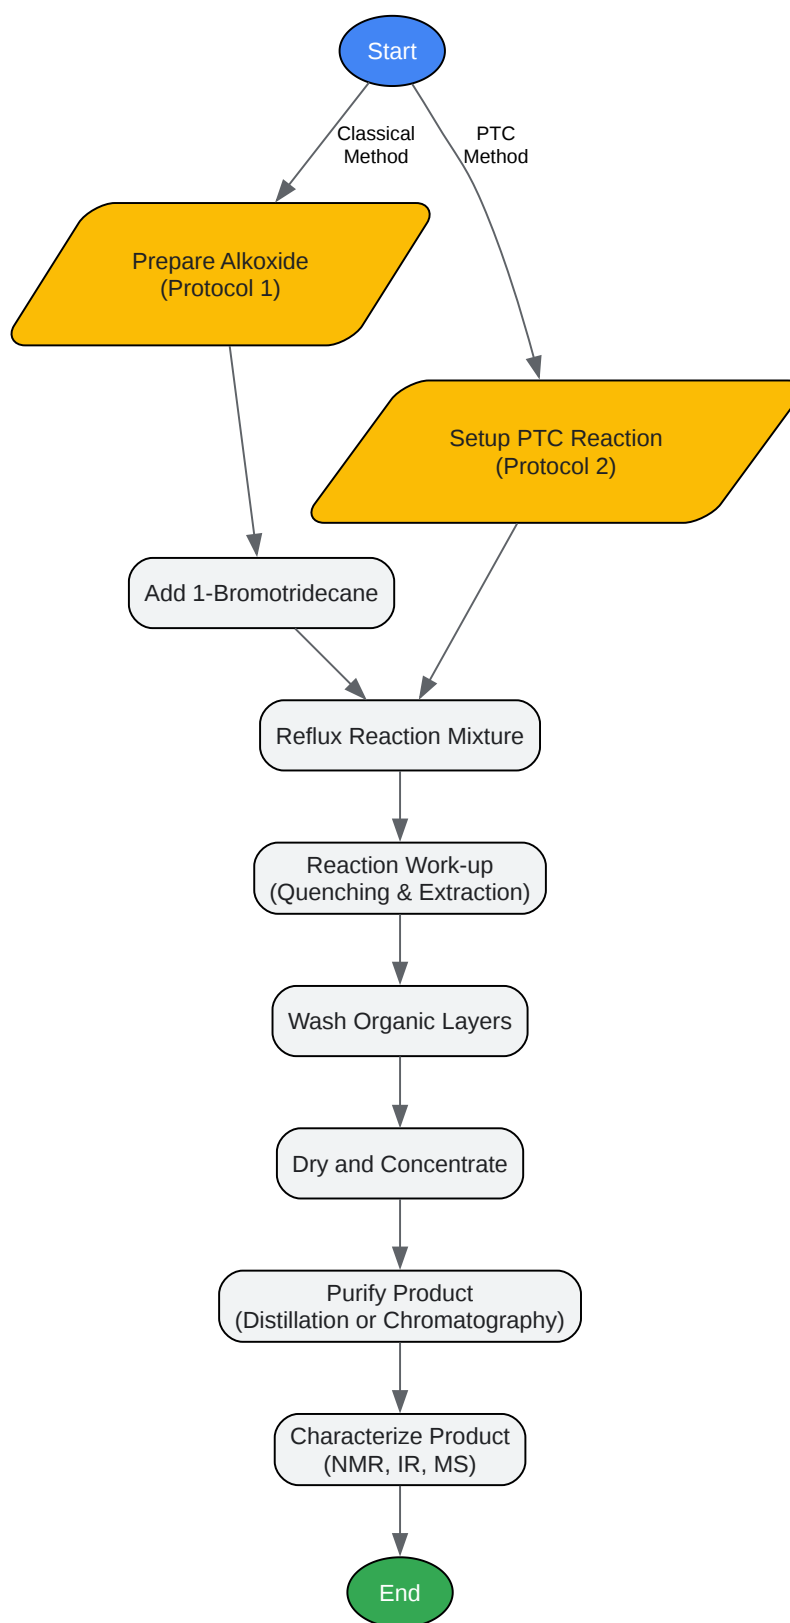 Start
Classical
Method
PTC
Method
Prepare Alkoxide
(Protocol 1)
Setup PTC Reaction
(Protocol 2)
Add 1-Bromotridecane
Reflux Reaction Mixture
Reaction Work-up
(Quenching & Extraction)
Wash Organic Layers
Dry and Concentrate
Purify Product
(Distillation or Chromatography)
Characterize Product
(NMR, IR, MS)
End